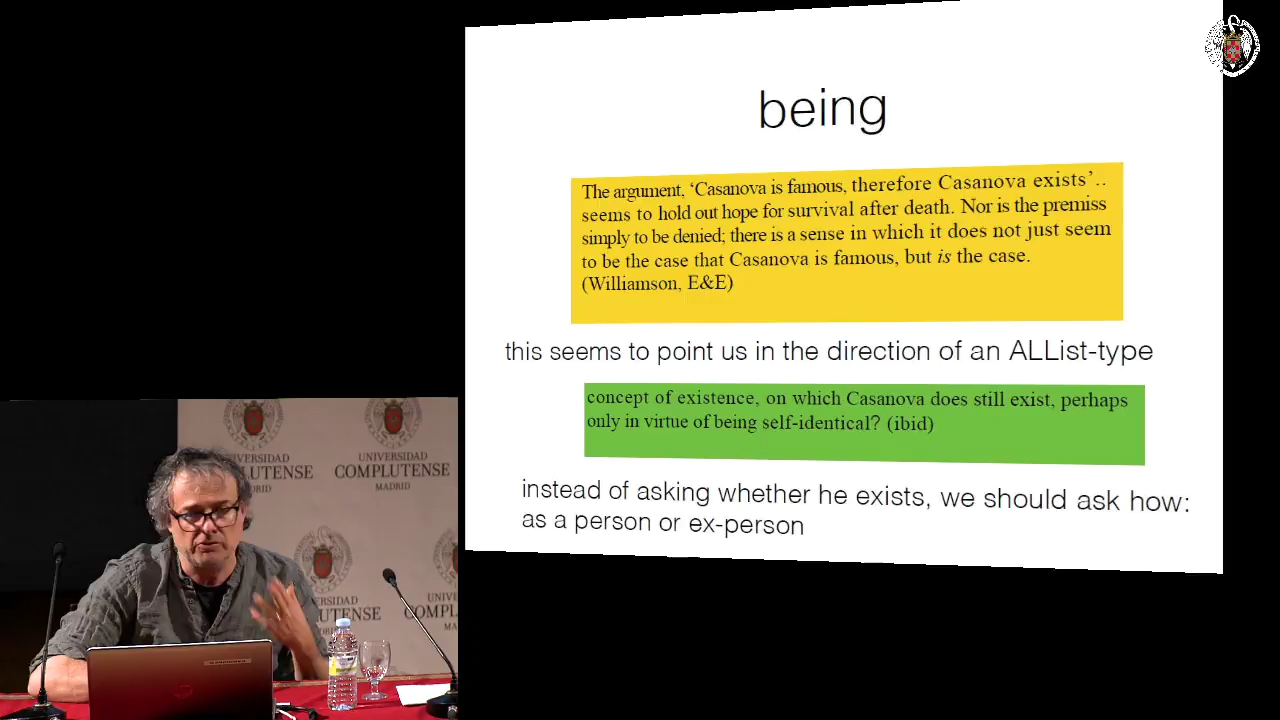 being
The argument, ‘Casanova is famous, therefore Casanova exists’..
seems to hold out hope for survival after death. Nor is the premiss
simply to be denied; there is a sense in which it does not just seem
to be the case that Casanova is famous, but is the case.
(Williamson, E&E)
this seems to point us in the direction of an ALList-type
concept of existence, on which Casanova does still exist, perhaps
only in virtue of being self-identical? (ibid)
instead of asking whether he exists, we should ask how:
as a person or ex-person
UNIVERSIDAD
COMPLUTENSE
MADRID